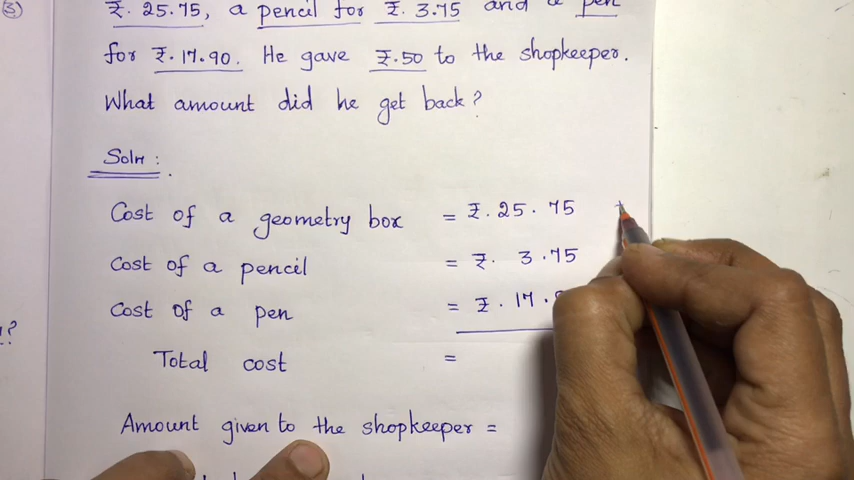 3)
₹. 25.75, a pencil for ₹. 3.75 and a pen
for ₹.17.90. He gave ₹.50 to the shopkeeper.
What amount did he get back?
Soln :
Cost of a geometry box = ₹. 25.75 +
Cost of a pencil = ₹. 3.75
Cost of a pen = ₹. 17.
Total cost =
Amount given to the shopkeeper =